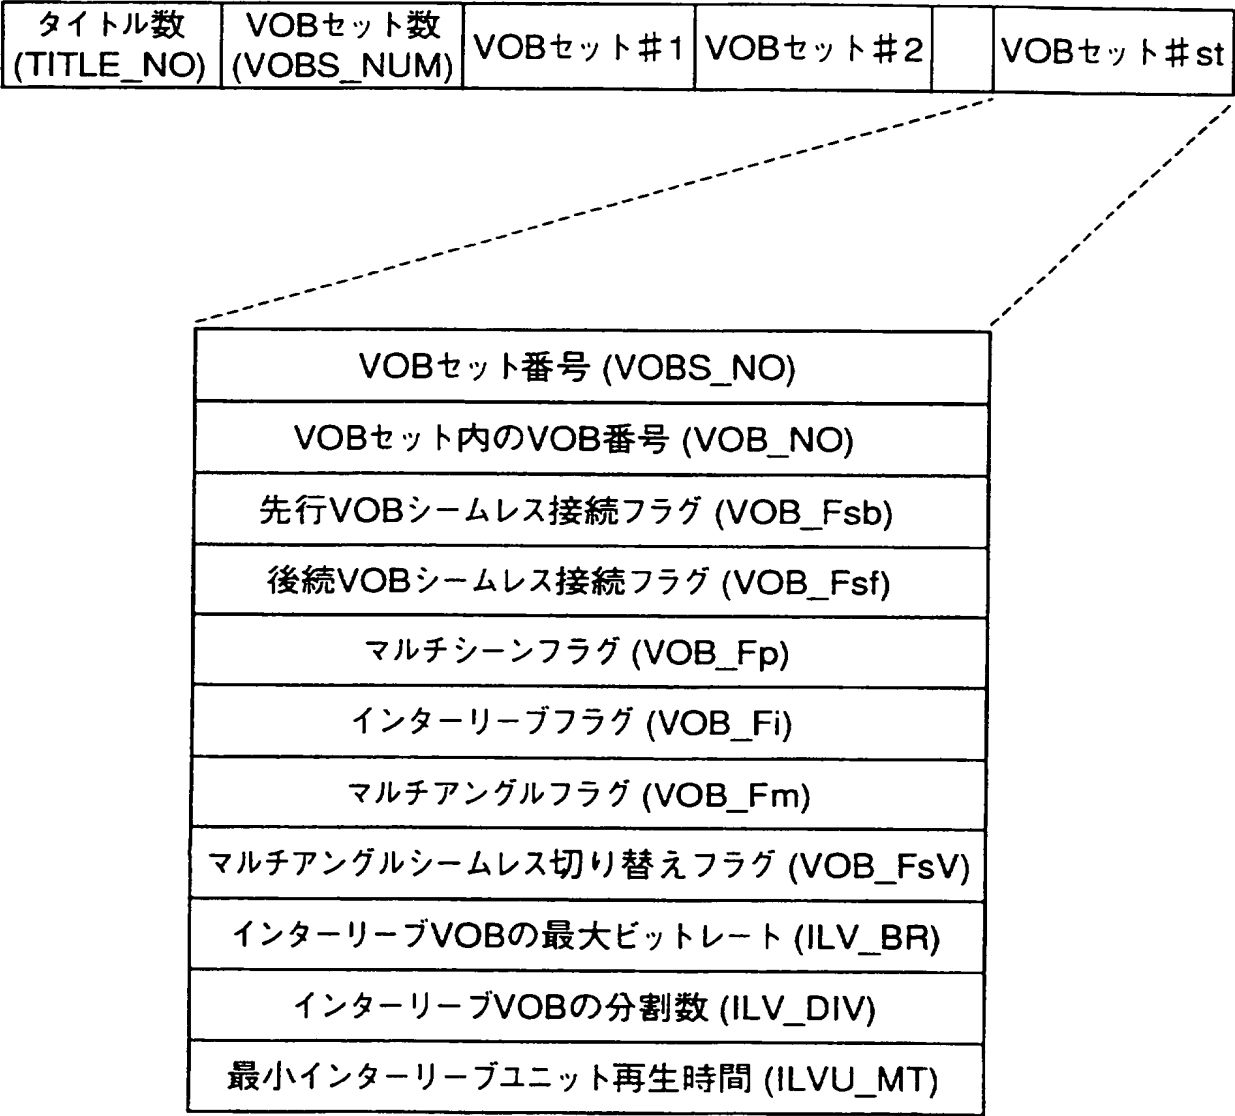 タイトル数
(TITLE_NO)
VOBセット数
(VOBS_NUM)
VOBセット#1
VOBセット#2
VOBセット#st
VOBセット番号 (VOBS_NO)
VOBセット内のVOB番号 (VOB_NO)
先行VOBシームレス接続フラグ (VOB_Fsb)
後続VOBシームレス接続フラグ (VOB_Fsf)
マルチシーンフラグ (VOB_Fp)
インターリーブフラグ (VOB_Fi)
マルチアングルフラグ (VOB_Fm)
マルチアングルシームレス切り替えフラグ (VOB_FsV)
インターリーブVOBの最大ビットレート (ILV_BR)
インターリーブVOBの分割数 (ILV_DIV)
最小インターリーブユニット再生時間 (ILVU_MT)